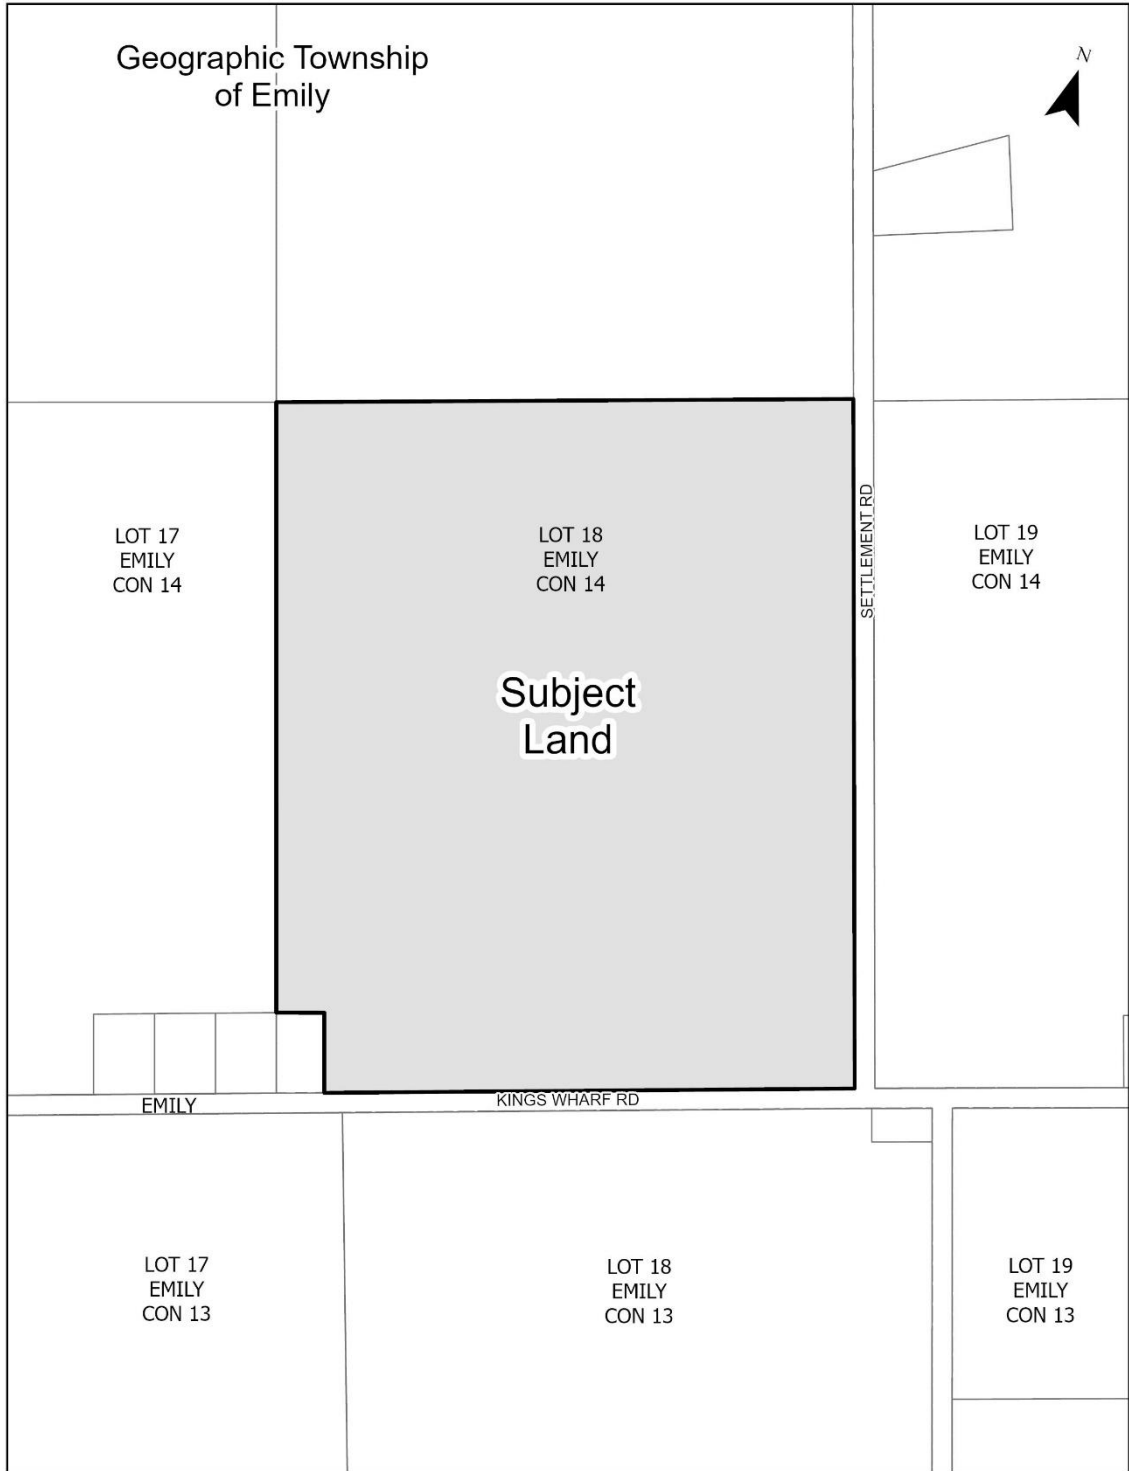 Geographic Township
of Emily
N
LOT 17
EMILY
CON 14
LOT 18
EMILY
CON 14
SETTLEMENT RD
LOT 19
EMILY
CON 14
Subject
Land
EMILY
KINGS WHARF RD
LOT 17
EMILY
CON 13
LOT 18
EMILY
CON 13
LOT 19
EMILY
CON 13